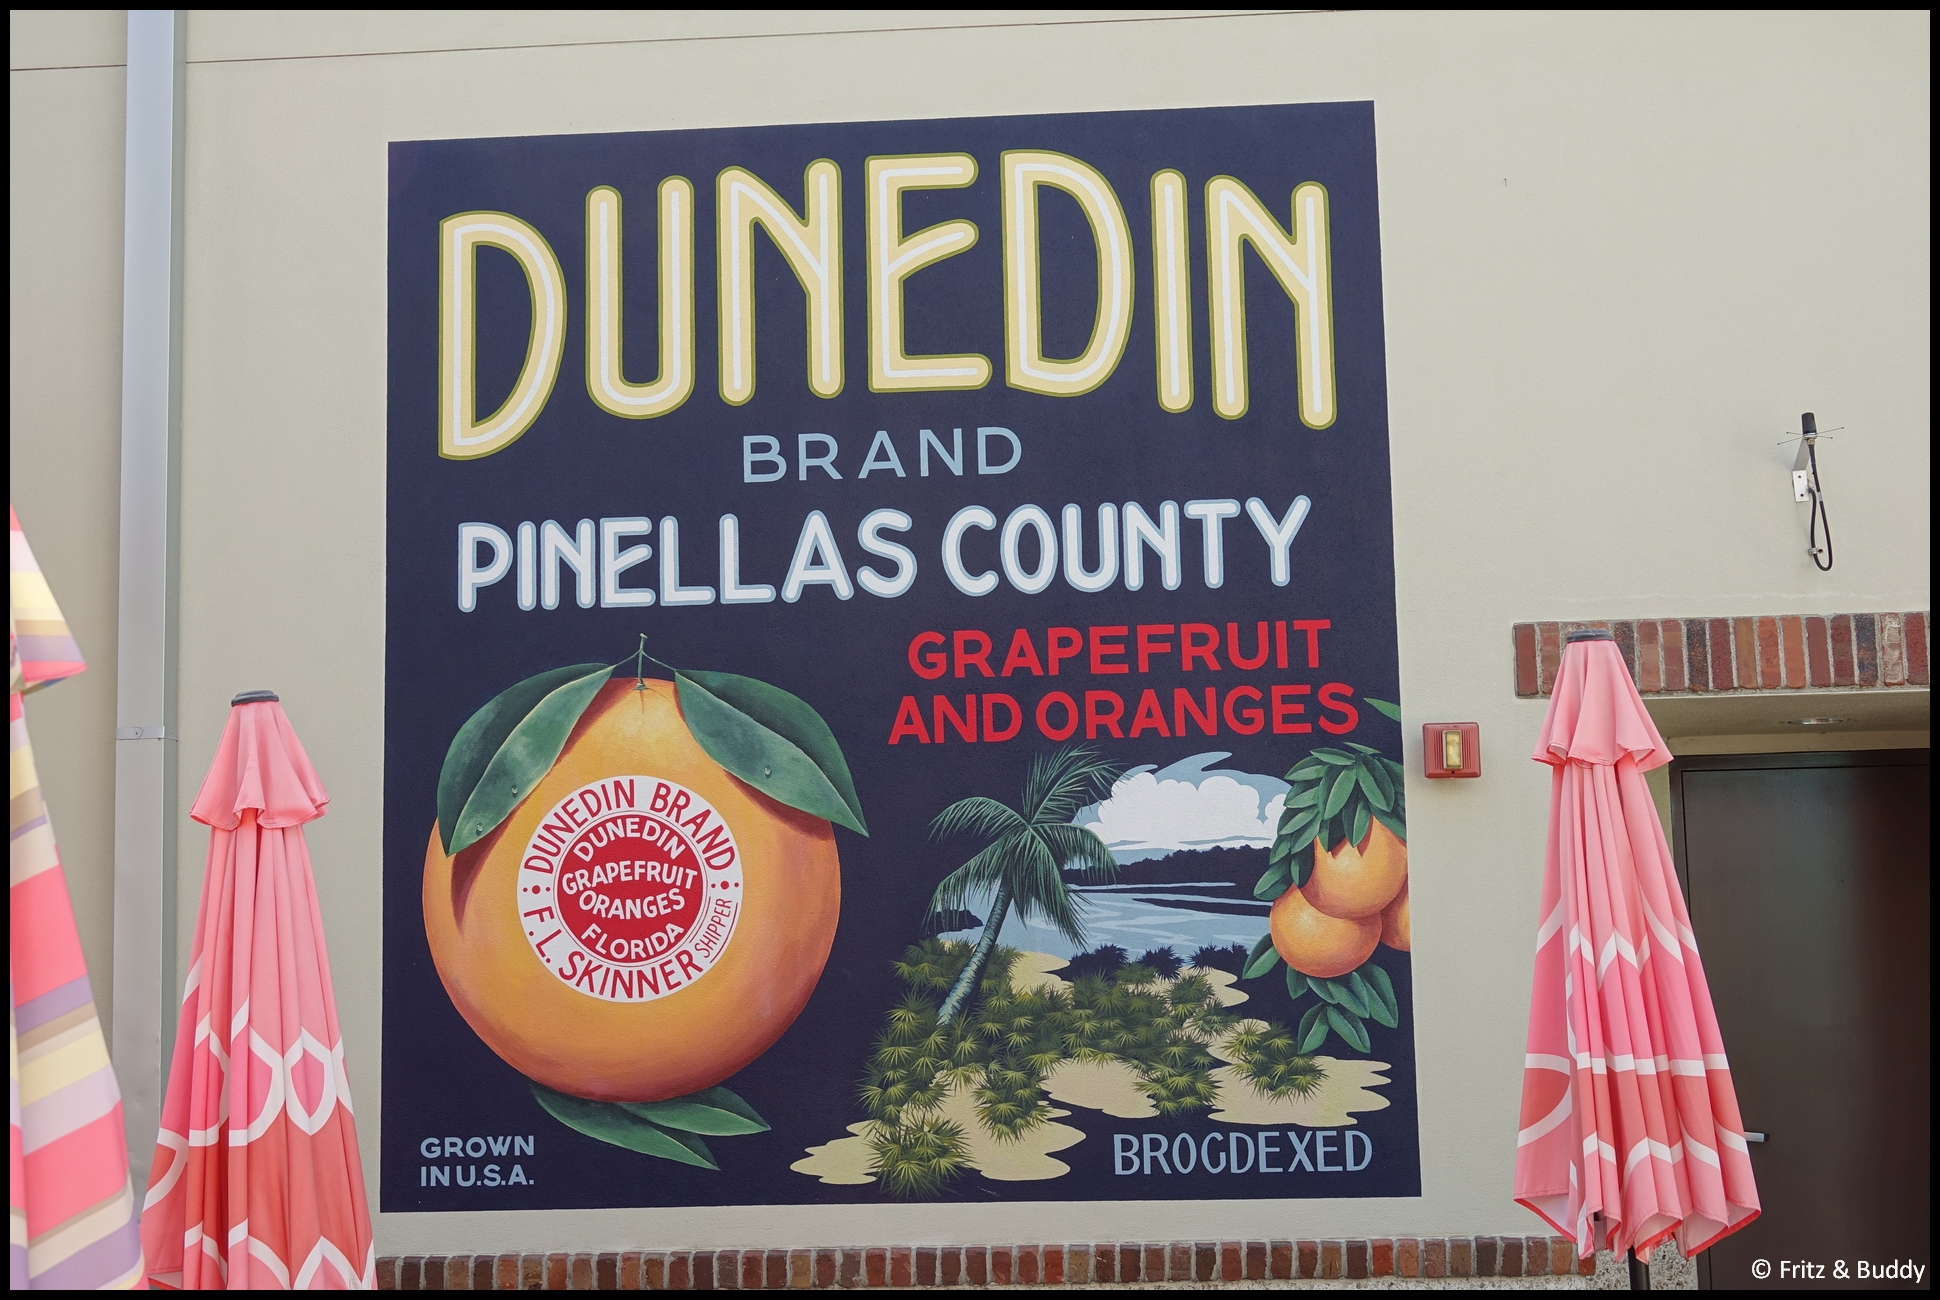 DUNEDIN
BRAND
PINELLAS COUNTY
GRAPEFRUIT
AND ORANGES
DUNEDIN BRAND
DUNEDIN
GRAPEFRUIT
ORANGES
FLORIDA
F. L. SKINNER SHIPPER
GROWN
IN U.S.A.
BROGDEXED
© Fritz & Buddy